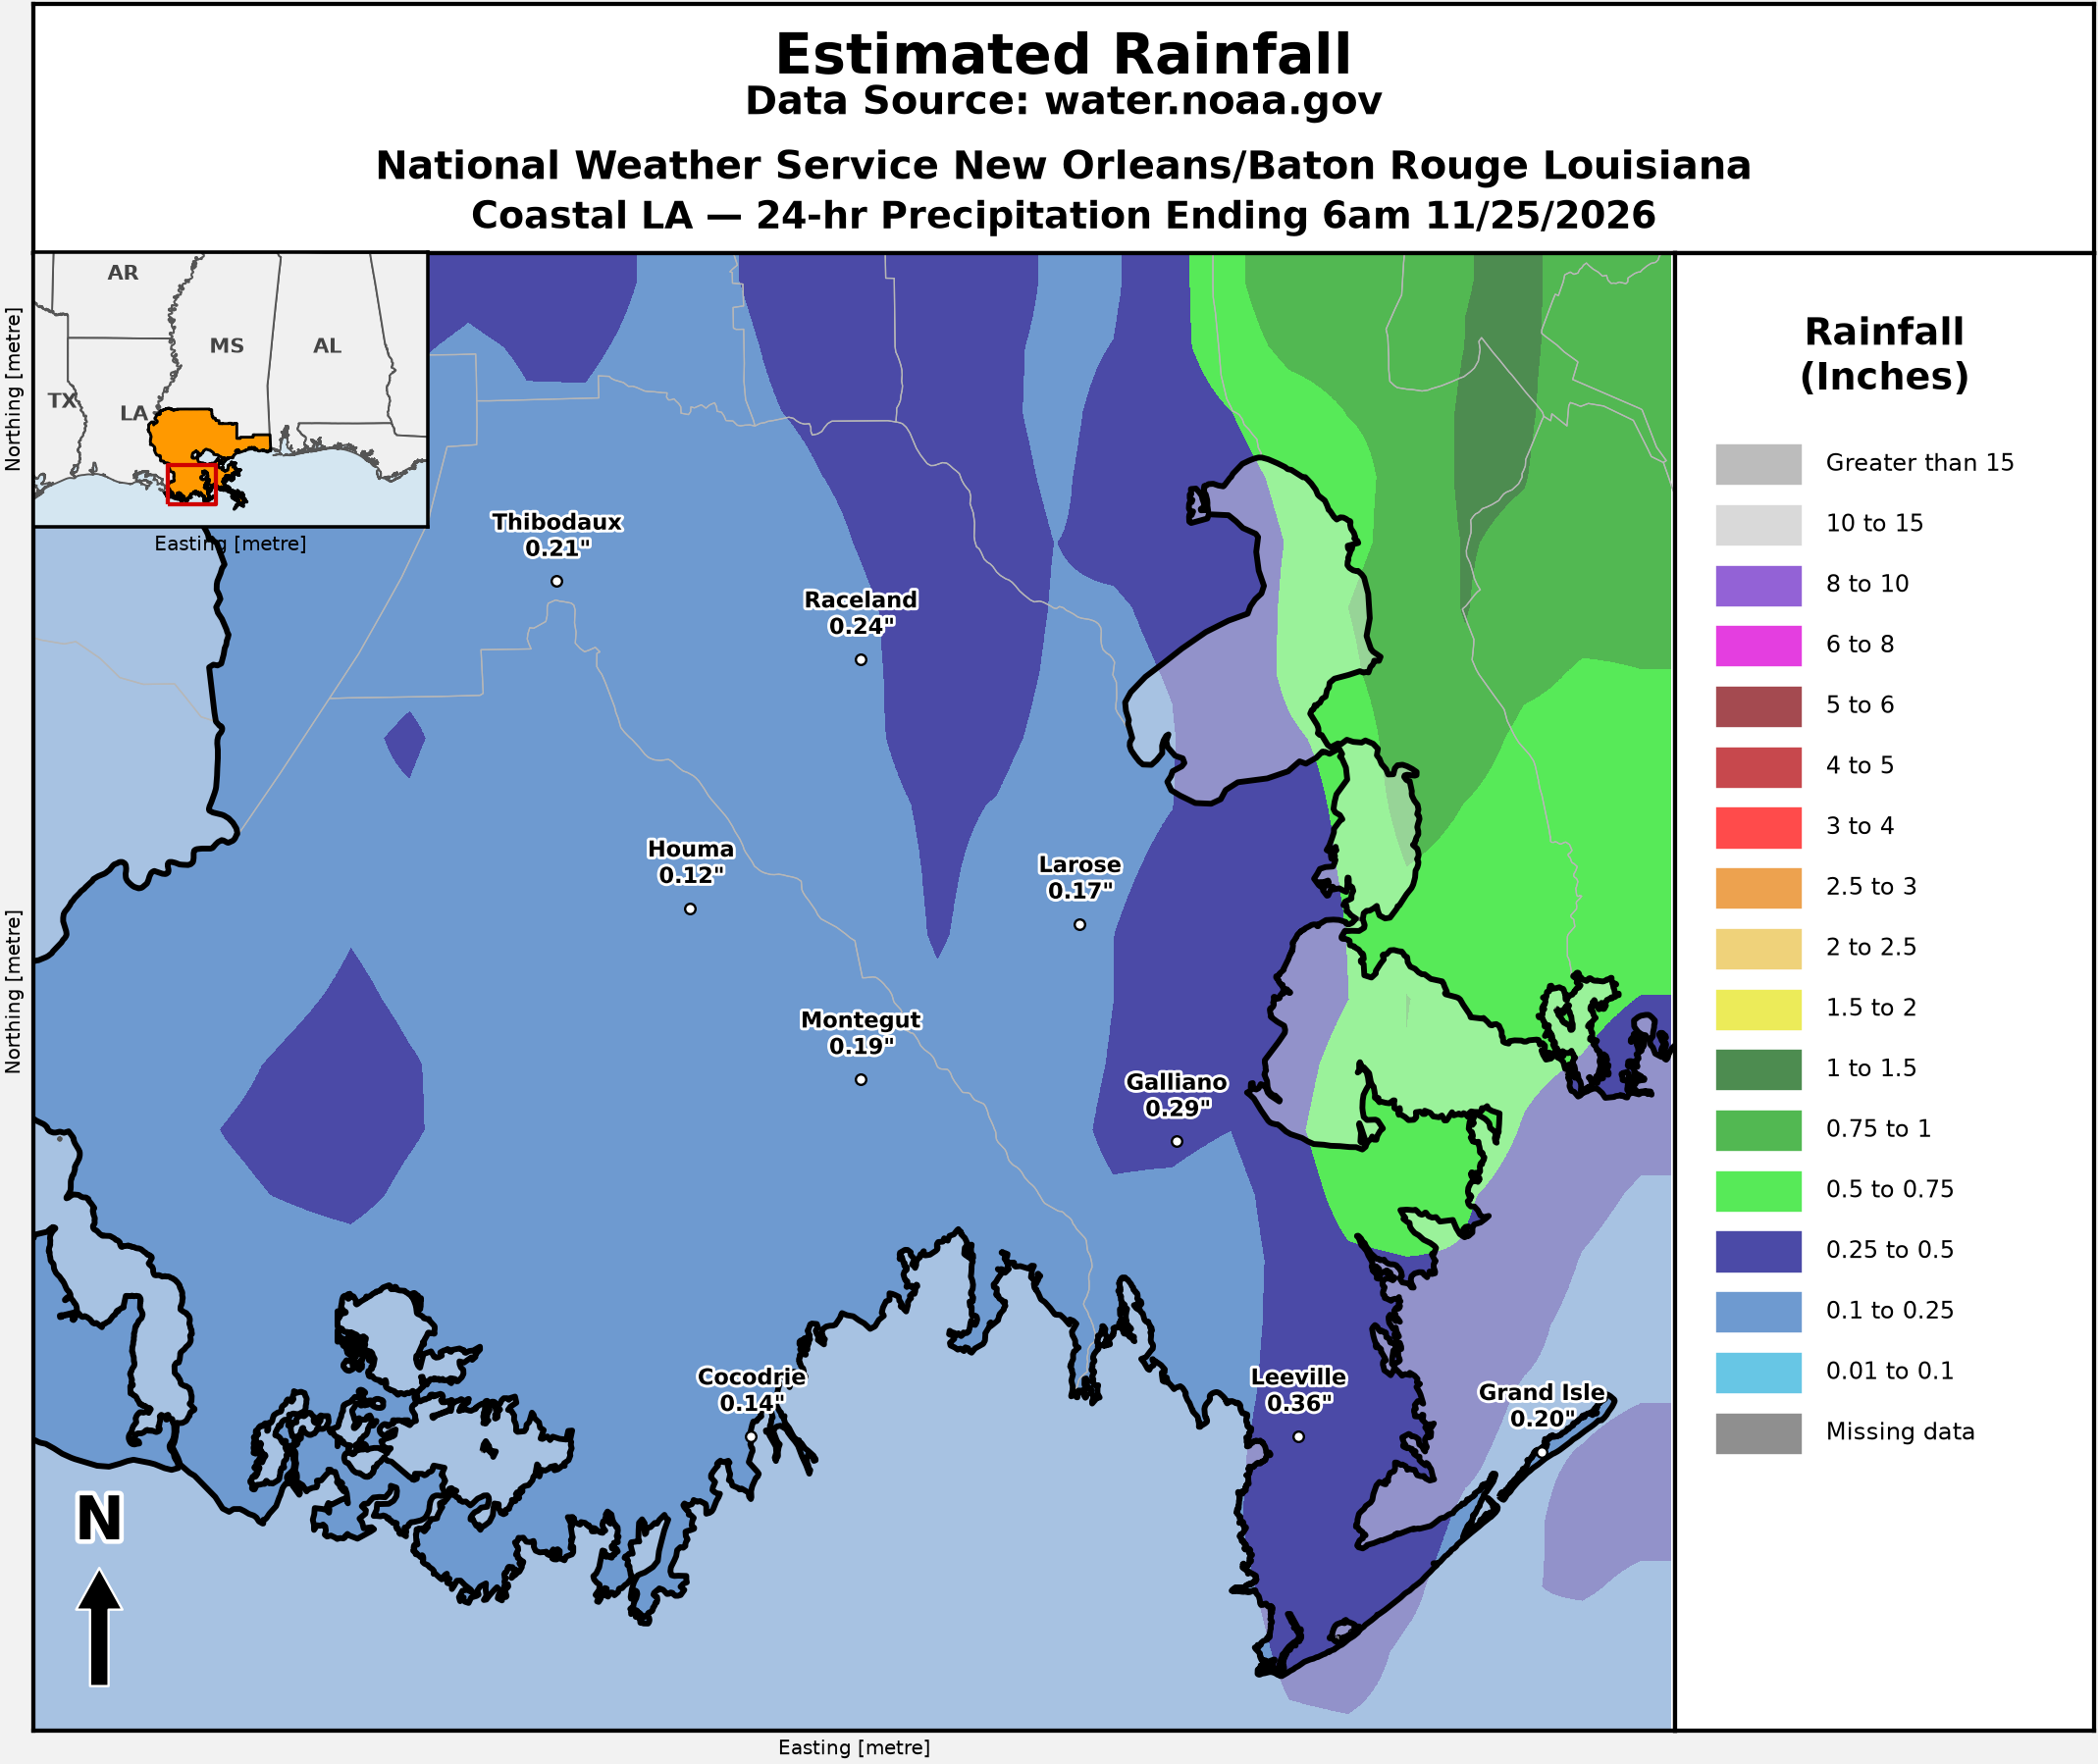 Estimated Rainfall
Data Source: water.noaa.gov
National Weather Service New Orleans/Baton Rouge Louisiana
Coastal LA — 24-hr Precipitation Ending 6am 11/25/2026
Northing [metre]
AR
MS
AL
TX
LA
Easting [metre]
Rainfall
(Inches)
Greater than 15
10 to 15
8 to 10
6 to 8
5 to 6
4 to 5
3 to 4
2.5 to 3
2 to 2.5
1.5 to 2
1 to 1.5
0.75 to 1
0.5 to 0.75
0.25 to 0.5
0.1 to 0.25
0.01 to 0.1
Missing data
Thibodaux
0.21"
Raceland
0.24"
Houma
0.12"
Larose
0.17"
Northing [metre]
Montegut
0.19"
Galliano
0.29"
Cocodrie
0.14"
Leeville
0.36"
Grand Isle
0.20"
N
Easting [metre]